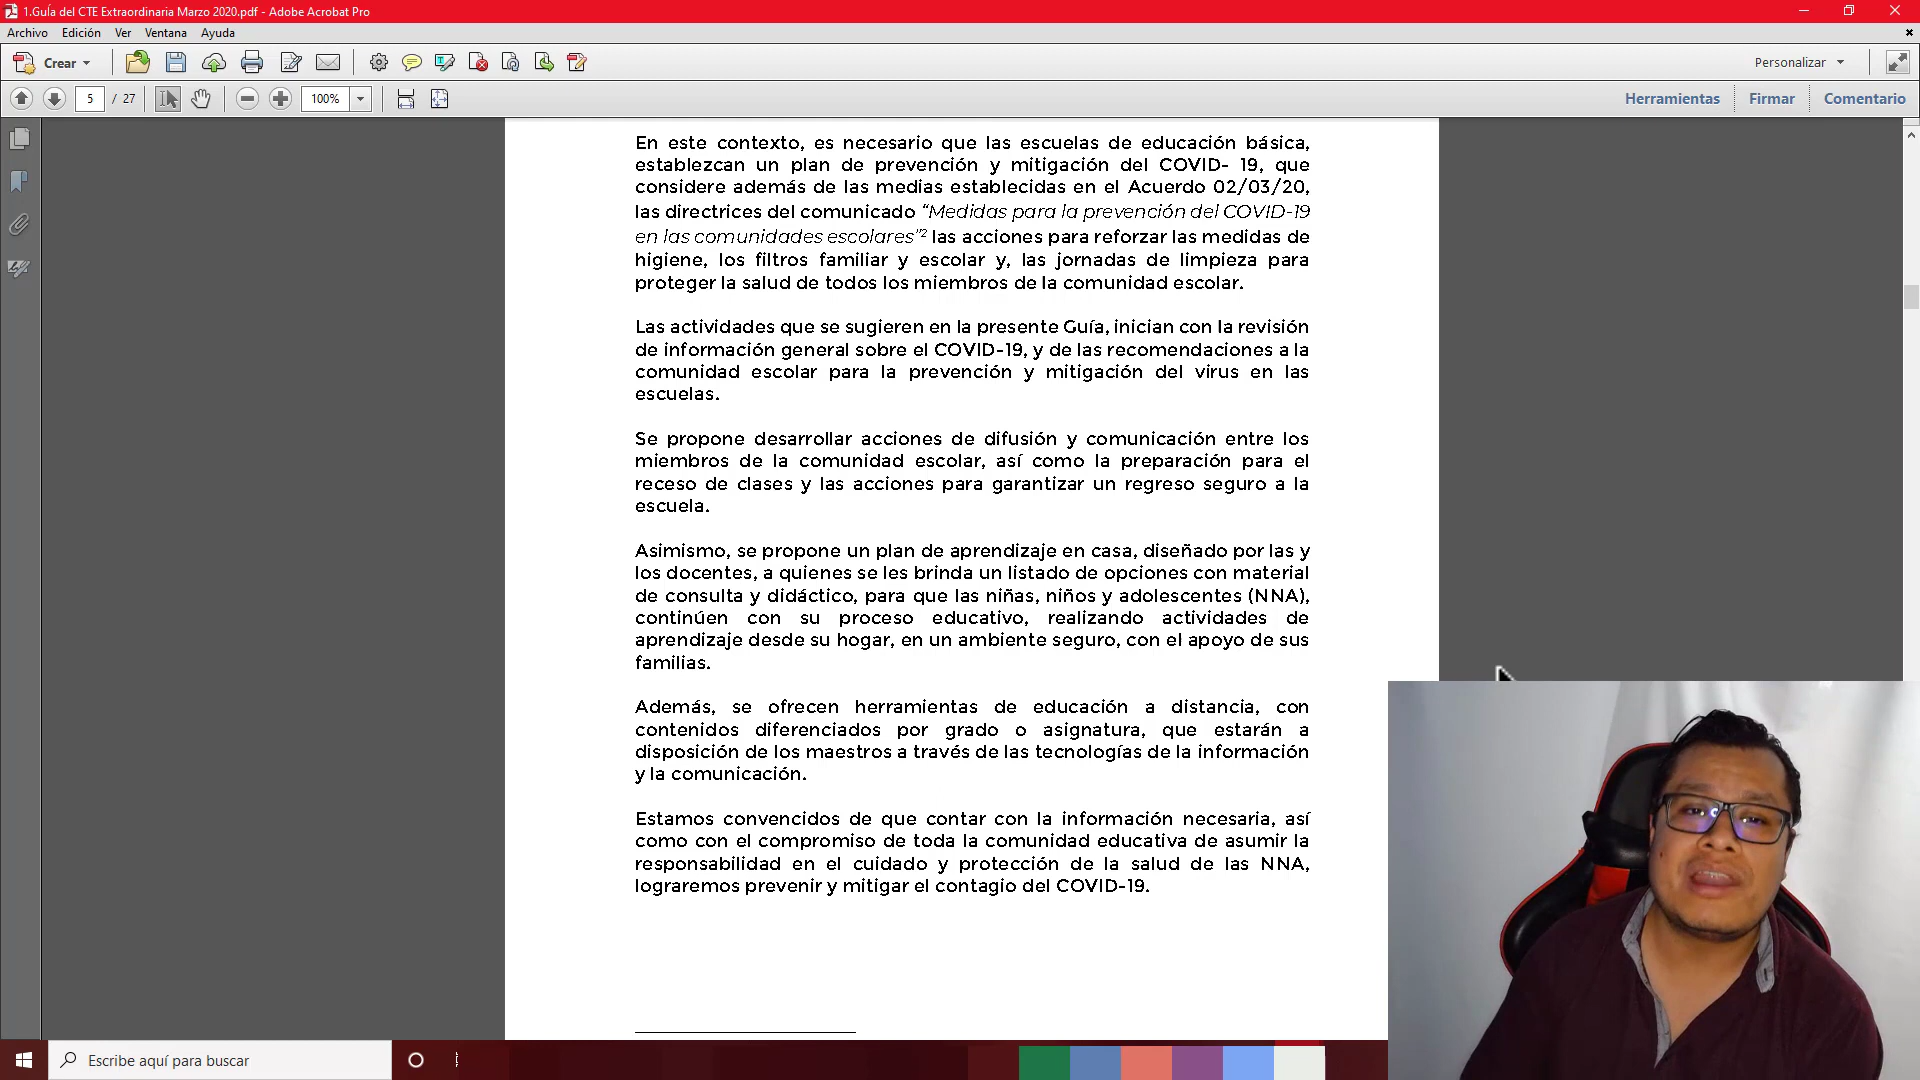 1.Guía del CTE Extraordinaria Marzo 2020.pdf - Adobe Acrobat Pro
Archivo Edición Ver Ventana Ayuda
Crear
Personalizar
5 / 27
100%
Herramientas Firmar Comentario
En este contexto, es necesario que las escuelas de educación básica,
establezcan un plan de prevención y mitigación del COVID- 19, que
considere además de las medias establecidas en el Acuerdo 02/03/20,
las directrices del comunicado “Medidas para la prevención del COVID-19
en las comunidades escolares”² las acciones para reforzar las medidas de
higiene, los filtros familiar y escolar y, las jornadas de limpieza para
proteger la salud de todos los miembros de la comunidad escolar.
Las actividades que se sugieren en la presente Guía, inician con la revisión
de información general sobre el COVID-19, y de las recomendaciones a la
comunidad escolar para la prevención y mitigación del virus en las
escuelas.
Se propone desarrollar acciones de difusión y comunicación entre los
miembros de la comunidad escolar, así como la preparación para el
receso de clases y las acciones para garantizar un regreso seguro a la
escuela.
Asimismo, se propone un plan de aprendizaje en casa, diseñado por las y
los docentes, a quienes se les brinda un listado de opciones con material
de consulta y didáctico, para que las niñas, niños y adolescentes (NNA),
continúen con su proceso educativo, realizando actividades de
aprendizaje desde su hogar, en un ambiente seguro, con el apoyo de sus
familias.
Además, se ofrecen herramientas de educación a distancia, con
contenidos diferenciados por grado o asignatura, que estarán a
disposición de los maestros a través de las tecnologías de la información
y la comunicación.
Estamos convencidos de que contar con la información necesaria, así
como con el compromiso de toda la comunidad educativa de asumir la
responsabilidad en el cuidado y protección de la salud de las NNA,
lograremos prevenir y mitigar el contagio del COVID-19.
Escribe aquí para buscar